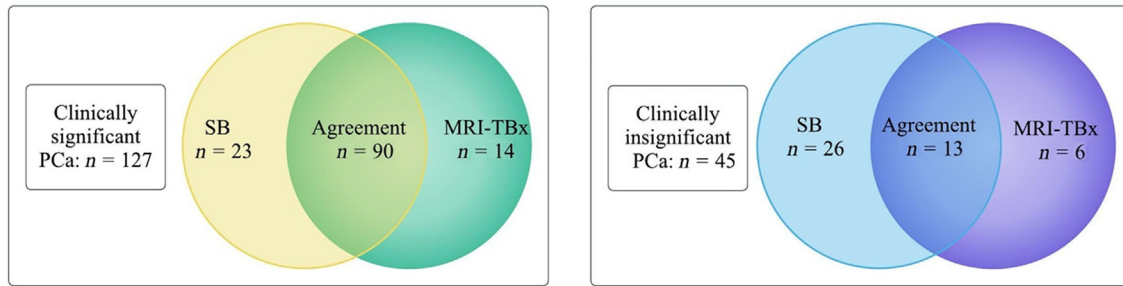 Clinically
significant
PCa: n = 127
SB
n = 23
Agreement
n = 90
MRI-TBx
n = 14
Clinically
insignificant
PCa: n = 45
SB
n = 26
Agreement
n = 13
MRI-TBx
n = 6